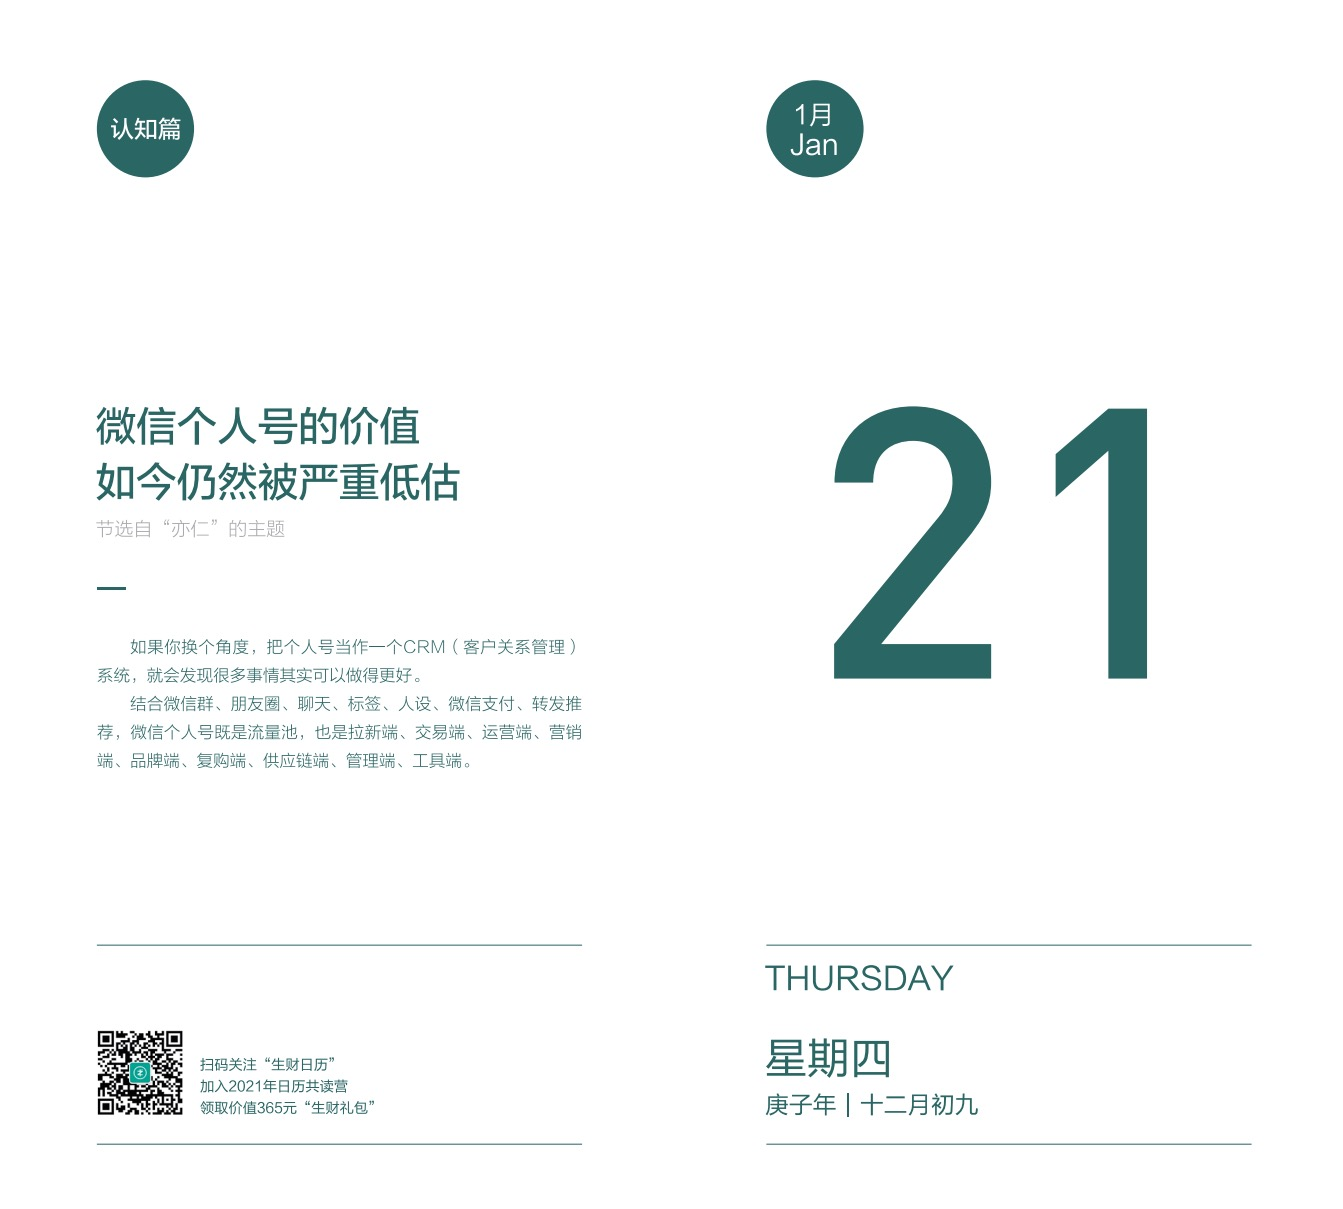 认知篇
微信个人号的价值
如今仍然被严重低估
节选自“亦仁”的主题
如果你换个角度，把个人号当作一个CRM（客户关系管理）
系统，就会发现很多事情其实可以做得更好。
结合微信群、朋友圈、聊天、标签、人设、微信支付、转发推
荐，微信个人号既是流量池，也是拉新端、交易端、运营端、营销
端、品牌端、复购端、供应链端、管理端、工具端。
扫码关注“生财日历”
加入2021年日历共读营
领取价值365元“生财礼包”
1月
Jan
21
THURSDAY
星期四
庚子年｜十二月初九